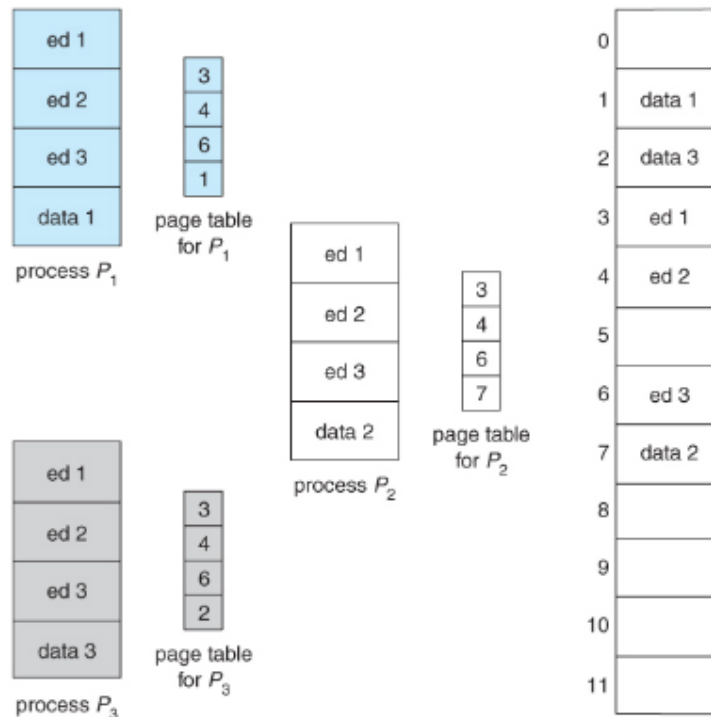 ed 1
ed 2
ed 3
data 1
process P1
3
4
6
1
page table
for P1
ed 1
ed 2
ed 3
data 2
process P2
3
4
6
7
page table
for P2
ed 1
ed 2
ed 3
data 3
process P3
3
4
6
2
page table
for P3
0
1 data 1
2 data 3
3 ed 1
4 ed 2
5
6 ed 3
7 data 2
8
9
10
11